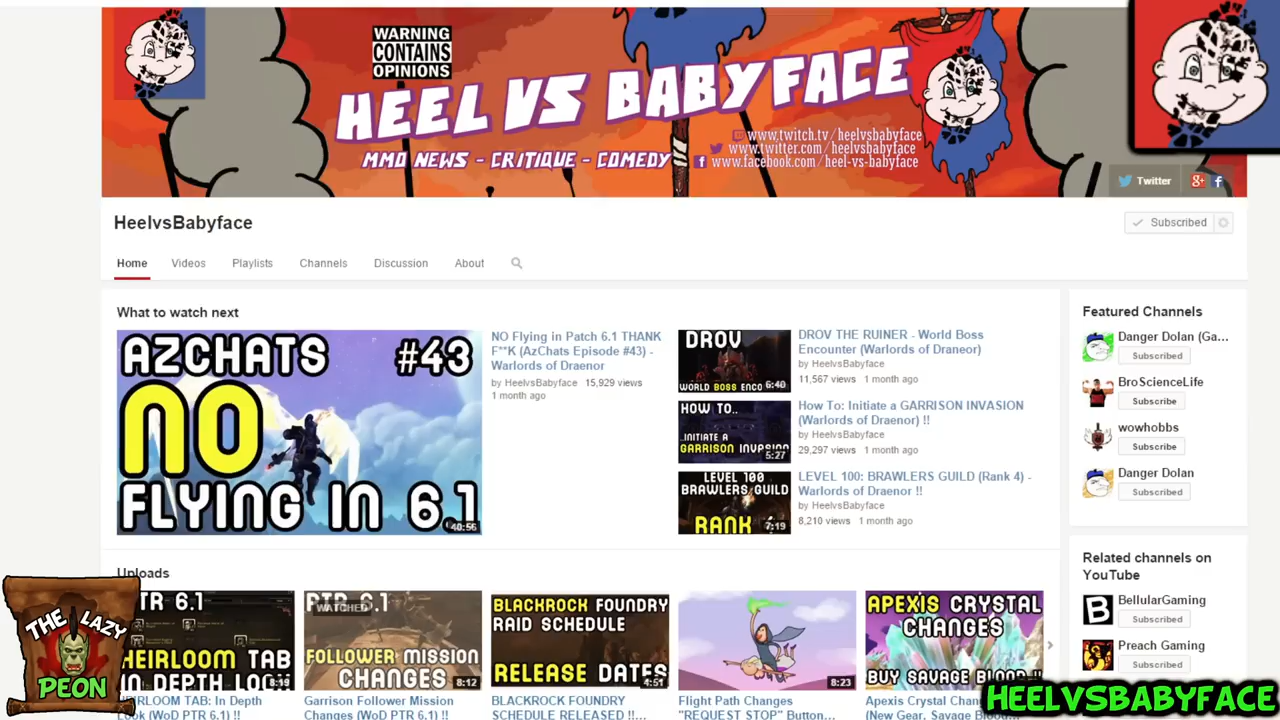 WARNING
CONTAINS
OPINIONS
HEEL VS BABYFACE
MMO NEWS - CRITIQUE - COMEDY
www.twitch.tv/heelvsbabyface
www.twitter.com/heelvsbabyface
www.facebook.com/heel-vs-babyface
Twitter
HeelvsBabyface
Subscribed
Home Videos Playlists Channels Discussion About
What to watch next
AZCHATS #43
NO
FLYING IN 6.1
40:56
NO Flying in Patch 6.1 THANK
F**K (AzChats Episode #43) -
Warlords of Draenor
by HeelvsBabyface 15,929 views
1 month ago
DROV
WORLD BOSS ENCO
6:40
DROV THE RUINER - World Boss
Encounter (Warlords of Draneor)
by HeelvsBabyface
11,567 views 1 month ago
HOW TO..
..INITIATE A
GARRISON INVASION
5:27
How To: Initiate a GARRISON INVASION
(Warlords of Draenor) !!
by HeelvsBabyface
29,297 views 1 month ago
LEVEL 100:
BRAWLERS GUILD
RANK
7:19
LEVEL 100: BRAWLERS GUILD (Rank 4) -
Warlords of Draenor !!
by HeelvsBabyface
8,210 views 1 month ago
Featured Channels
Danger Dolan (Ga...
Subscribed
BroScienceLife
Subscribe
wowhobbs
Subscribe
Danger Dolan
Subscribed
Related channels on
YouTube
BellularGaming
Subscribe
Preach Gaming
Subscribed
Uploads
PTR 6.1
HEIRLOOM TAB
IN DEPTH LOOK
8:19
HEIRLOOM TAB: In Depth
Look (WoD PTR 6.1) !!
PTR 6.1
WATCHED
FOLLOWER MISSION
CHANGES
8:12
Garrison Follower Mission
Changes (WoD PTR 6.1) !!
BLACKROCK FOUNDRY
RAID SCHEDULE
RELEASE DATES
4:51
BLACKROCK FOUNDRY
SCHEDULE RELEASED !!...
8:23
Flight Path Changes
"REQUEST STOP" Button...
APEXIS CRYSTAL
CHANGES
BUY SAVAGE BLOOD
Apexis Crystal Changes
(New Gear, Savage Blood...
THE LAZY
PEON
HEELVSBABYFACE